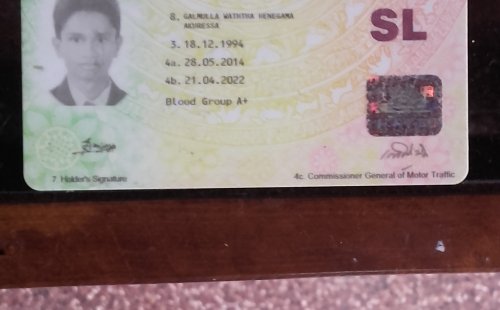 8. GALMULLA WATHTHA HENEGAMA
AKURESSA
SL
3. 18.12.1994
4a. 28.05.2014
4b. 21.04.2022
Blood Group A+
7 Holder's Signature
4c. Commissioner General of Motor Traffic